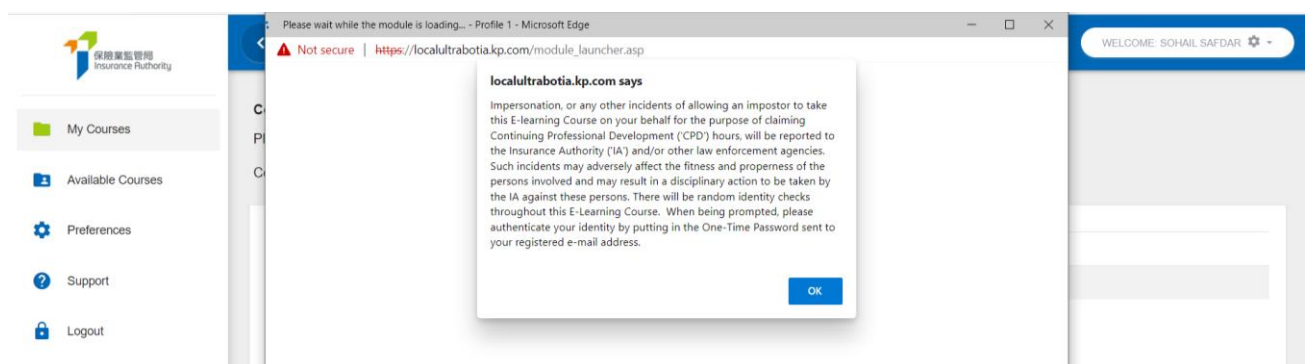 Please wait while the module is loading... - Profile 1 - Microsoft Edge
保險業監管局
Insurance Authority
Not secure | https://localultrabotia.kp.com/module_launcher.asp
WELCOME: SOHAIL SAFDAR
localultrabotia.kp.com says
Impersonation, or any other incidents of allowing an impostor to take
this E-learning Course on your behalf for the purpose of claiming
Continuing Professional Development ('CPD') hours, will be reported to
the Insurance Authority ('IA') and/or other law enforcement agencies.
Such incidents may adversely affect the fitness and properness of the
persons involved and may result in a disciplinary action to be taken by
the IA against these persons. There will be random identity checks
throughout this E-Learning Course. When being prompted, please
authenticate your identity by putting in the One-Time Password sent to
your registered e-mail address.
OK
My Courses
Available Courses
Preferences
Support
Logout